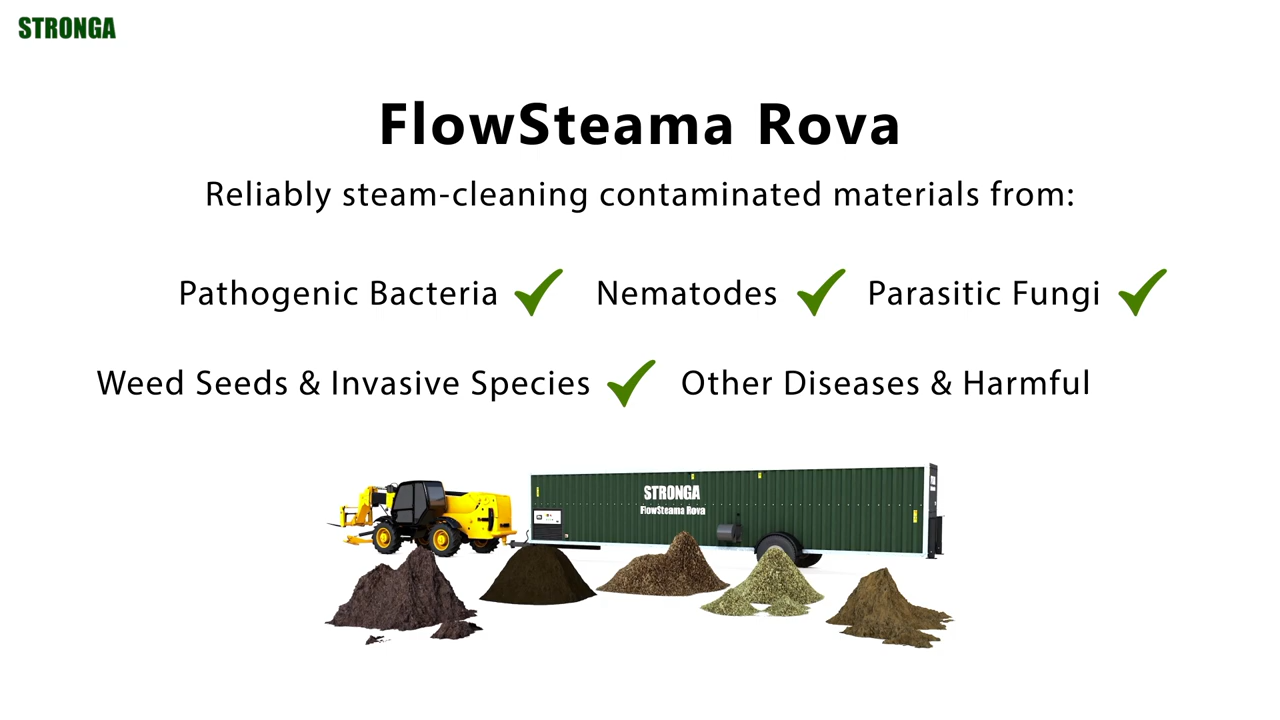 STRONGA
FlowSteama Rova
Reliably steam-cleaning contaminated materials from:
Pathogenic Bacteria Nematodes Parasitic Fungi
Weed Seeds & Invasive Species Other Diseases & Harmful
STRONGA
FlowSteama Rova